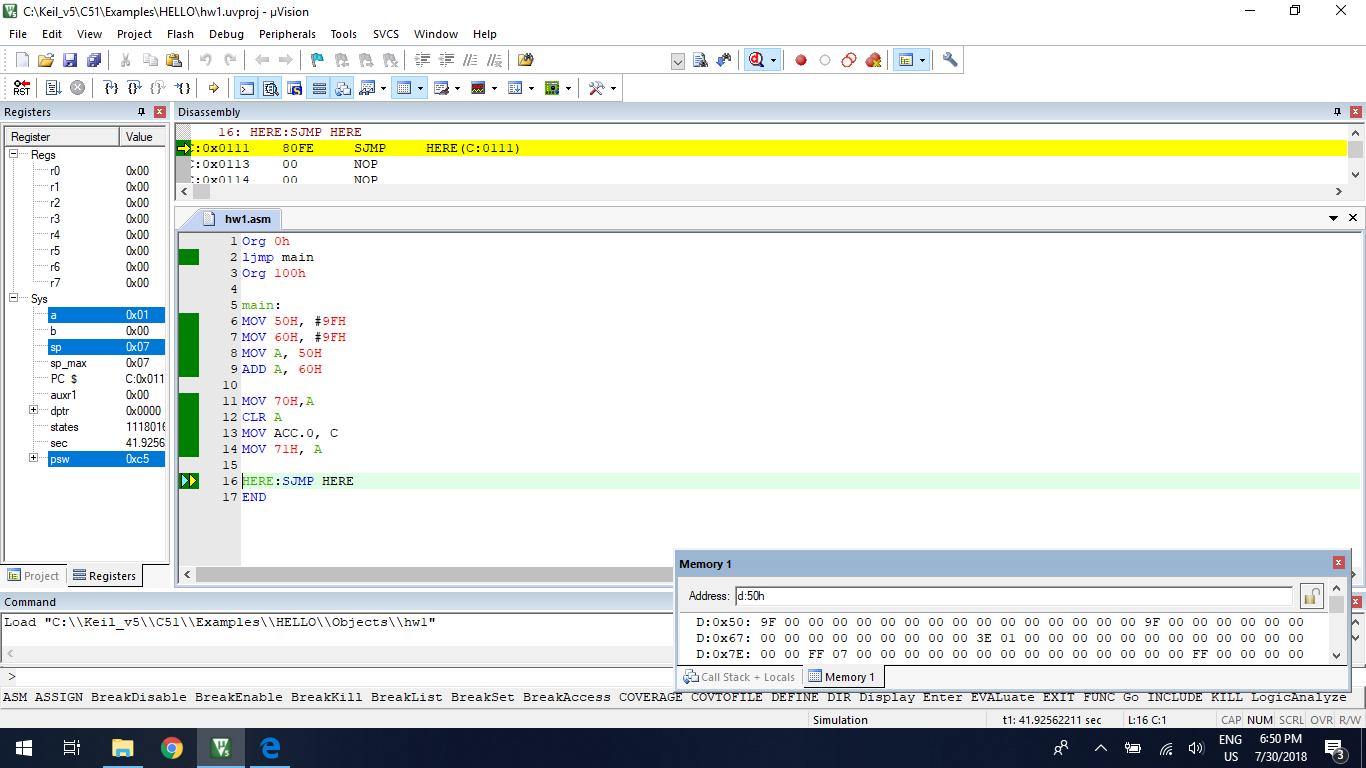 C:\Keil_v5\C51\Examples\HELLO\hw1.uvproj - µVision
File Edit View Project Flash Debug Peripherals Tools SVCS Window Help
Registers
Register Value
Regs
r0 0x00
r1 0x00
r2 0x00
r3 0x00
r4 0x00
r5 0x00
r6 0x00
r7 0x00
Sys
a 0x01
b 0x00
sp 0x07
sp_max 0x07
PC $ C:0x011
auxr1 0x00
dptr 0x0000
states 1118016
sec 41.9256
psw 0xc5
Project Registers
Disassembly
16: HERE:SJMP HERE
C:0x0111 80FE SJMP HERE(C:0111)
C:0x0113 00 NOP
C:0x0114 00 NOP
hw1.asm
1 Org 0h
2 ljmp main
3 Org 100h
4
5 main:
6 MOV 50H, #9FH
7 MOV 60H, #9FH
8 MOV A, 50H
9 ADD A, 60H
10
11 MOV 70H,A
12 CLR A
13 MOV ACC.0, C
14 MOV 71H, A
15
16 HERE:SJMP HERE
17 END
Command
Load "C:\\Keil_v5\\C51\\Examples\\HELLO\\Objects\\hw1"
>
Memory 1
Address: d:50h
D:0x50: 9F 00 00 00 00 00 00 00 00 00 00 00 00 00 00 00 9F 00 00 00 00 00 00
D:0x67: 00 00 00 00 00 00 00 00 00 3E 01 00 00 00 00 00 00 00 00 00 00 00 00
D:0x7E: 00 00 FF 07 00 00 00 00 00 00 00 00 00 00 00 00 00 00 FF 00 00 00 00
Call Stack + Locals Memory 1
ASM ASSIGN BreakDisable BreakEnable BreakKill BreakList BreakSet BreakAccess COVERAGE COVTOFILE DEFINE DIR Display Enter EVALuate EXIT FUNC Go INCLUDE KILL LogicAnalyze
Simulation t1: 41.92562211 sec L:16 C:1 CAP NUM SCRL OVR R/W
ENG
US
6:50 PM
7/30/2018
3